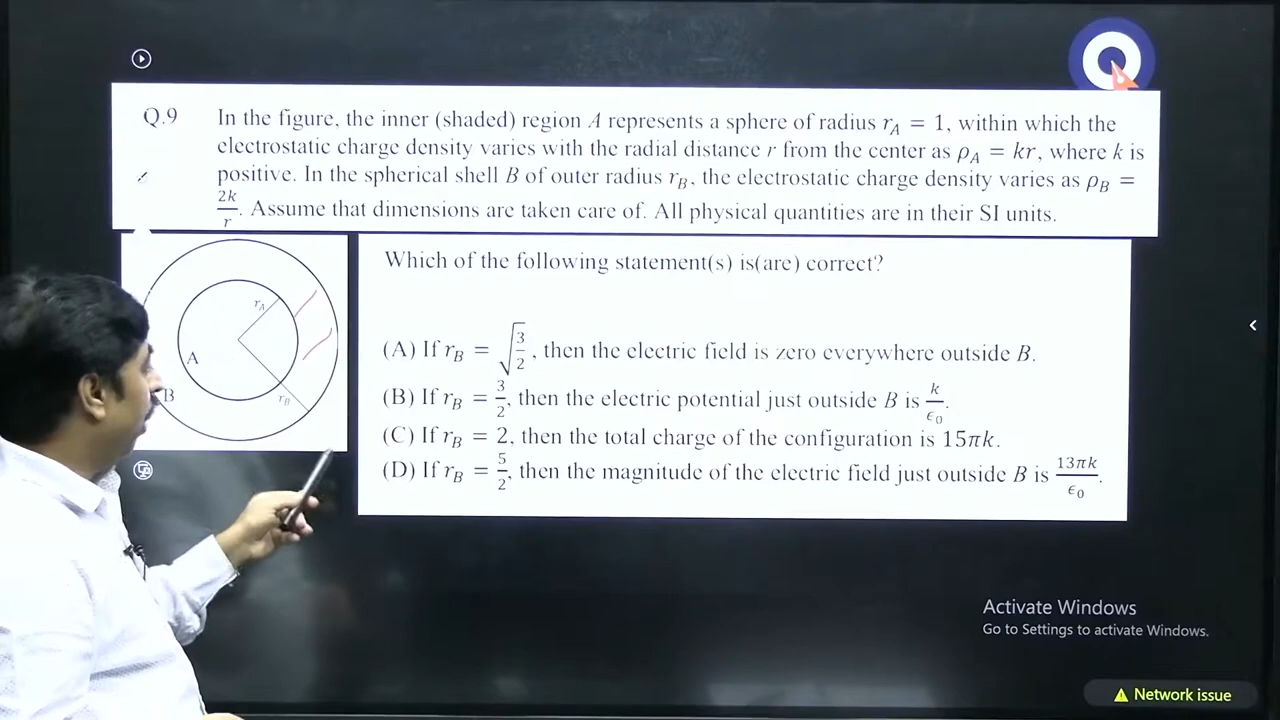 Q.9 In the figure, the inner (shaded) region A represents a sphere of radius r_A = 1, within which the
electrostatic charge density varies with the radial distance r from the center as ρ_A = kr, where k is
positive. In the spherical shell B of outer radius r_B, the electrostatic charge density varies as ρ_B =
2k/r. Assume that dimensions are taken care of. All physical quantities are in their SI units.
r_A
A
B
r_B
Which of the following statement(s) is(are) correct?
(A) If r_B = √(3/2), then the electric field is zero everywhere outside B.
(B) If r_B = 3/2, then the electric potential just outside B is k/ϵ₀.
(C) If r_B = 2, then the total charge of the configuration is 15πk.
(D) If r_B = 5/2, then the magnitude of the electric field just outside B is 13πk/ϵ₀.
Activate Windows
Go to Settings to activate Windows.
Network issue